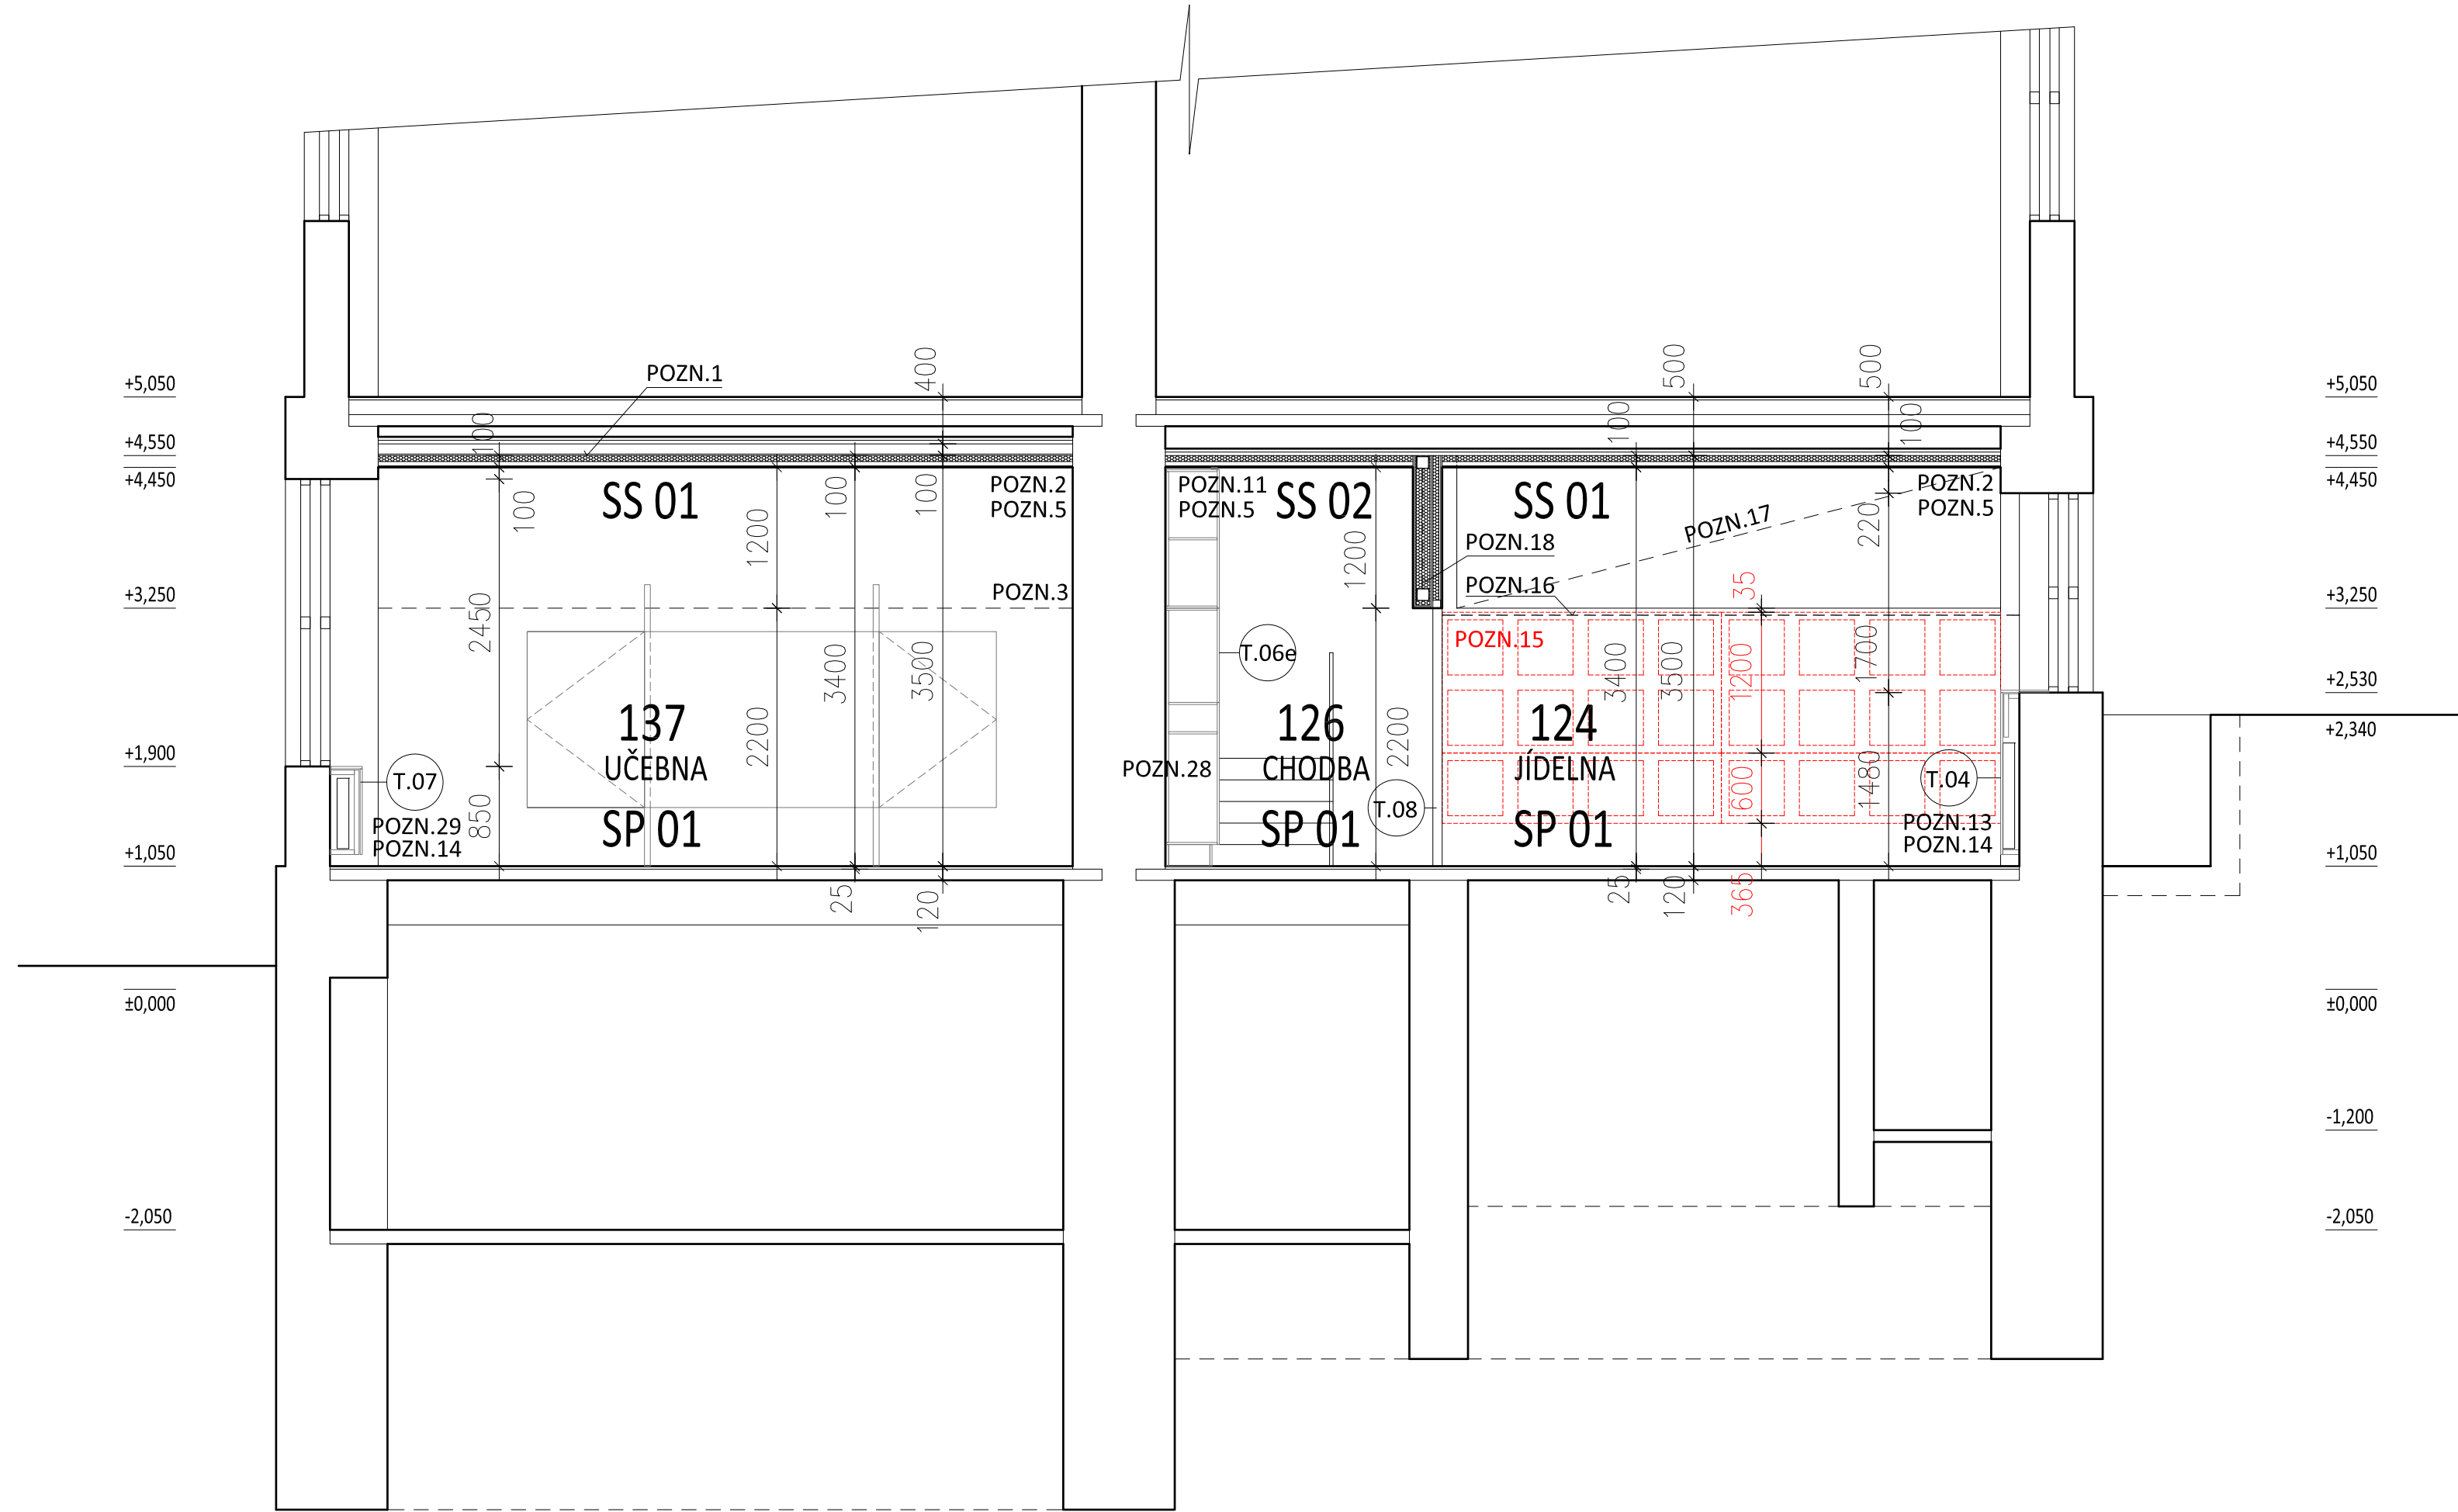 +5,050
+4,550
+4,450
+3,250
+1,900
+1,050
±0,000
-2,050
POZN.1
400
100
100
100
100
SS 01
POZN.2
POZN.5
1200
POZN.3
2450
3400
3500
137
UČEBNA
2200
T.07
850
POZN.29
POZN.14
SP 01
25
120
POZN.11
POZN.5
SS 02
1200
T.06e
126
CHODBA
POZN.28
2200
SP 01
T.08
500
500
100
100
SS 01
POZN.2
POZN.5
POZN.17
220
POZN.18
POZN.16
35
POZN.15
3400
3500
1200
1700
124
JÍDELNA
600
1480
T.04
SP 01
POZN.13
POZN.14
25
120
365
+5,050
+4,550
+4,450
+3,250
+2,530
+2,340
+1,050
±0,000
-1,200
-2,050